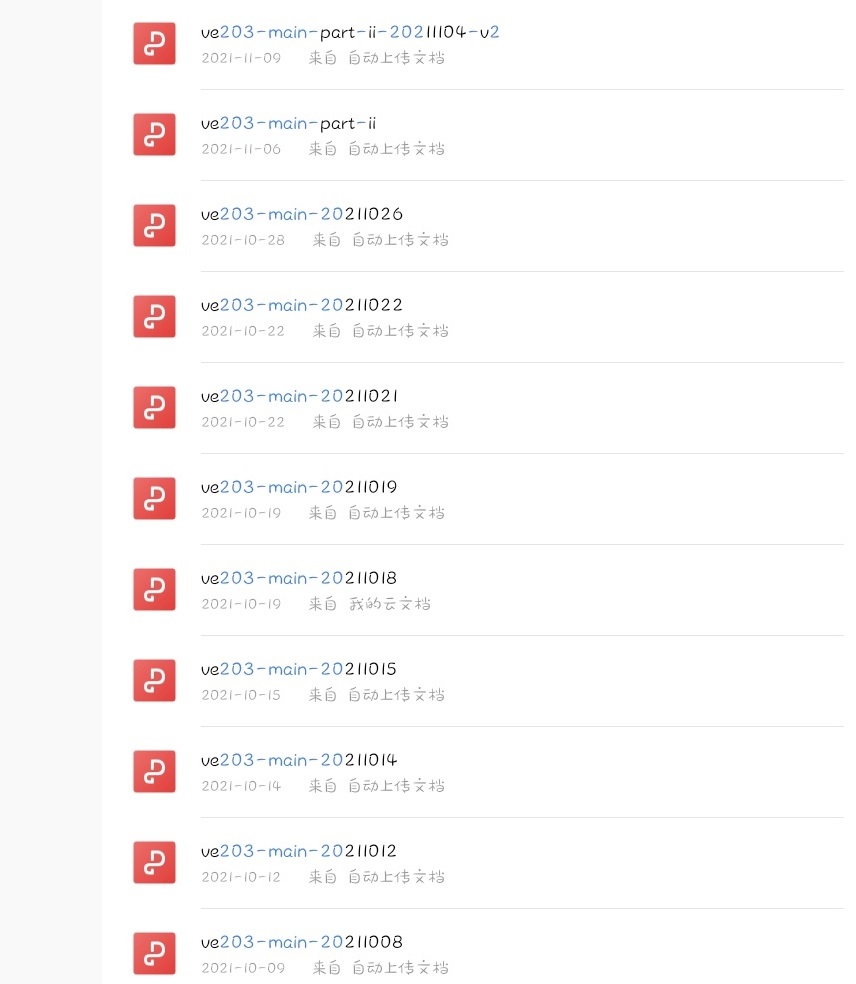 ve203-main-part-ii-20211104-v2
2021-11-09 来自 自动上传文档
ve203-main-part-ii
2021-11-06 来自 自动上传文档
ve203-main-20211026
2021-10-28 来自 自动上传文档
ve203-main-20211022
2021-10-22 来自 自动上传文档
ve203-main-20211021
2021-10-22 来自 自动上传文档
ve203-main-20211019
2021-10-19 来自 自动上传文档
ve203-main-20211018
2021-10-19 来自 我的云文档
ve203-main-20211015
2021-10-15 来自 自动上传文档
ve203-main-20211014
2021-10-14 来自 自动上传文档
ve203-main-20211012
2021-10-12 来自 自动上传文档
ve203-main-20211008
2021-10-09 来自 自动上传文档